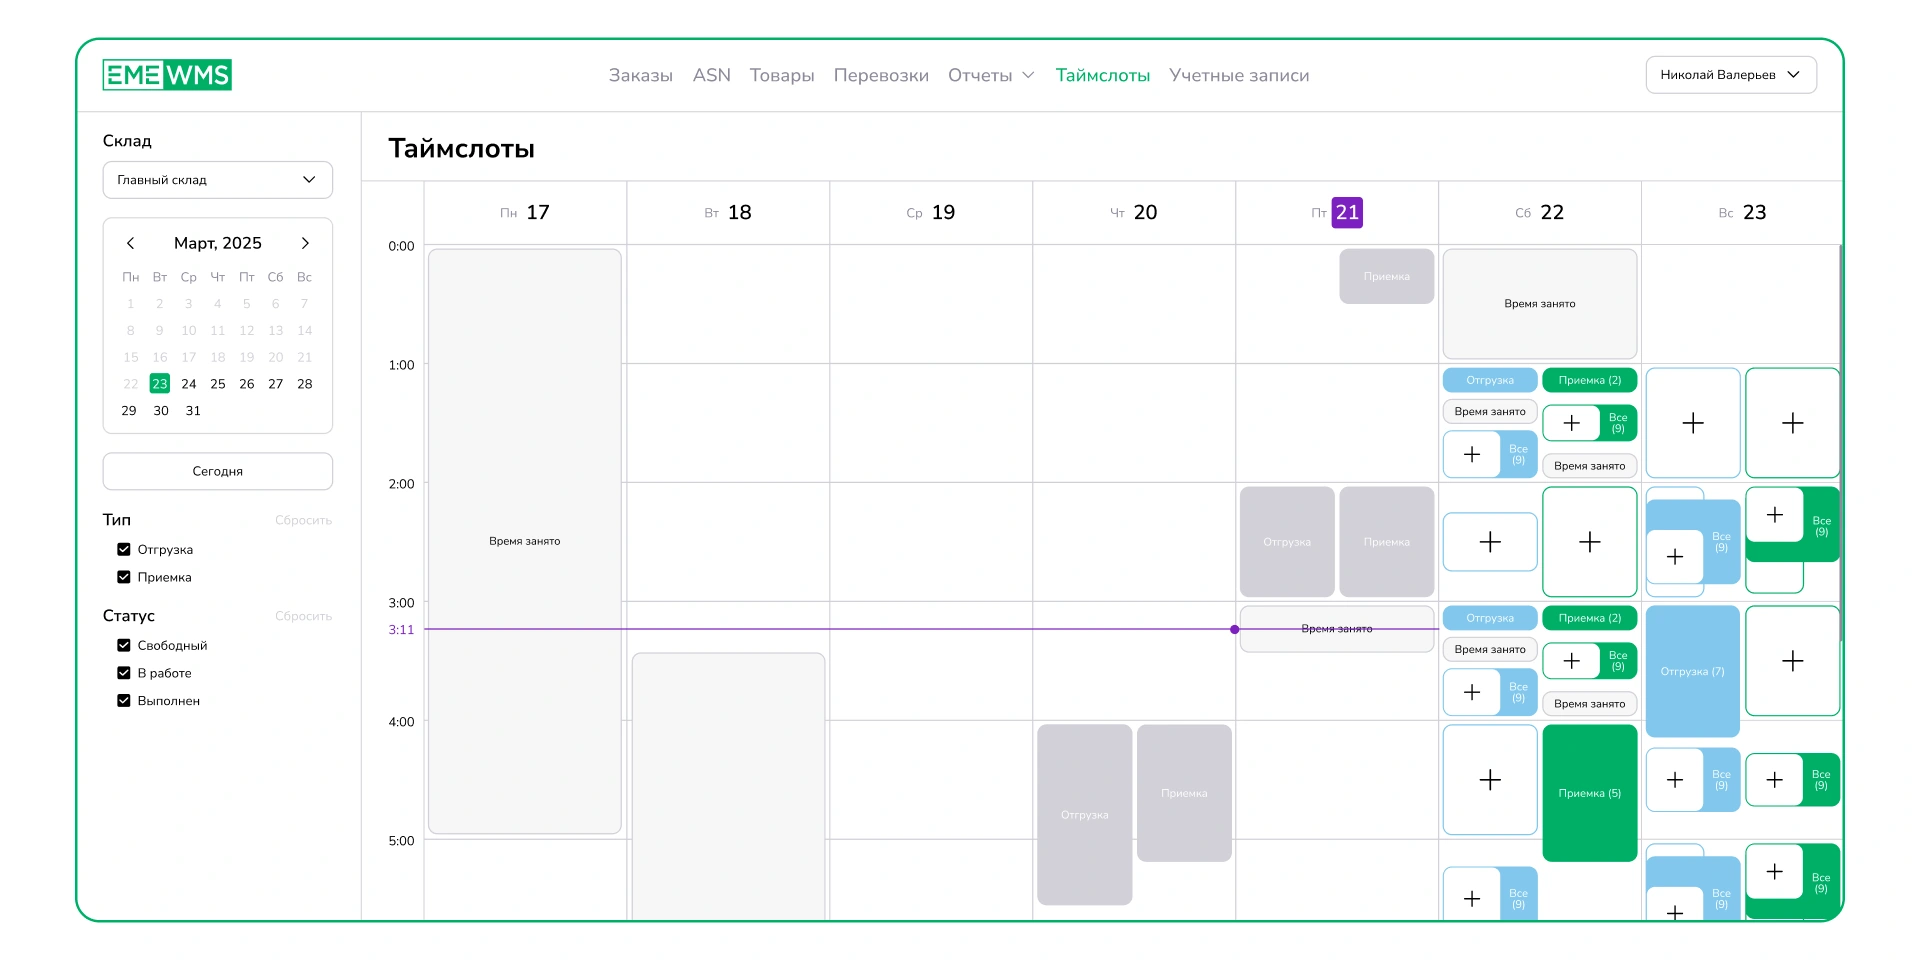 EME WMS
Заказы ASN Товары Перевозки Отчеты Таймслоты Учетные записи
Николай Валерьев
Склад
Главный склад
Март, 2025
Пн Вт Ср Чт Пт Сб Вс
1 2 3 4 5 6 7
8 9 10 11 12 13 14
15 16 17 18 19 20 21
22 23 24 25 26 27 28
29 30 31
Сегодня
Тип Сбросить
Отгрузка
Приемка
Статус Сбросить
Свободный
В работе
Выполнен
Таймслоты
Пн 17 Вт 18 Ср 19 Чт 20 Пт 21 Сб 22 Вс 23
0:00
Приемка
Время занято
1:00
Отгрузка Приемка (2)
Время занято
Все
(9)
Все
(9)
Время занято
2:00
Время занято
Отгрузка Приемка
Все
(9)
Все
(9)
3:00
3:11
Время занято
Отгрузка Приемка (2)
Время занято
Все
(9)
Все
(9)
Время занято
Отгрузка (7)
4:00
Отгрузка
Приемка
Приемка (5)
Все
(9)
Все
(9)
5:00
Все
(9)
Все
(9)
Все
(9)